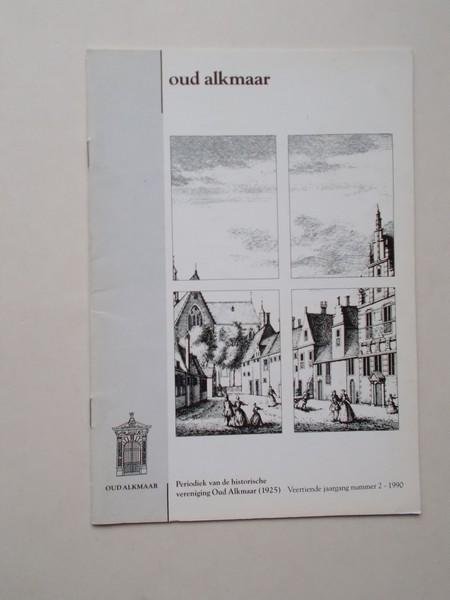 oud alkmaar
OUD ALKMAAR
Periodiek van de historische
vereniging Oud Alkmaar (1925) Veertiende jaargang nummer 2 - 1990